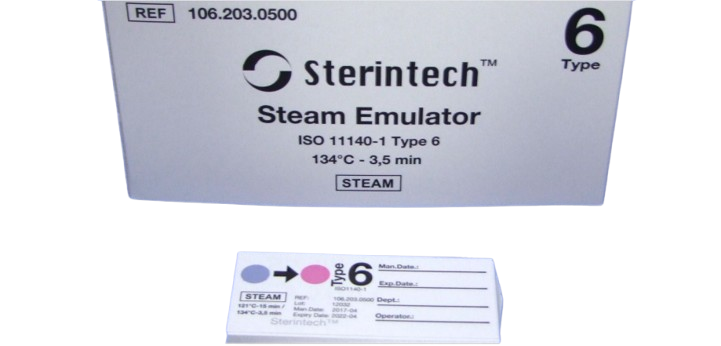 REF 106.203.0500
6
Type
Sterintech™
Steam Emulator
ISO 11140-1 Type 6
134°C - 3,5 min
STEAM
Type 6
ISO11140-1
STEAM
121°C-15 min /
134°C-3,5 min
REF: 106.203.0500
Lot: 12032
Man.Date: 2017-04
Expiry Date: 2022-04
Sterintech™
Man.Date.:
Exp.Date.:
Dept.:
Operator.: